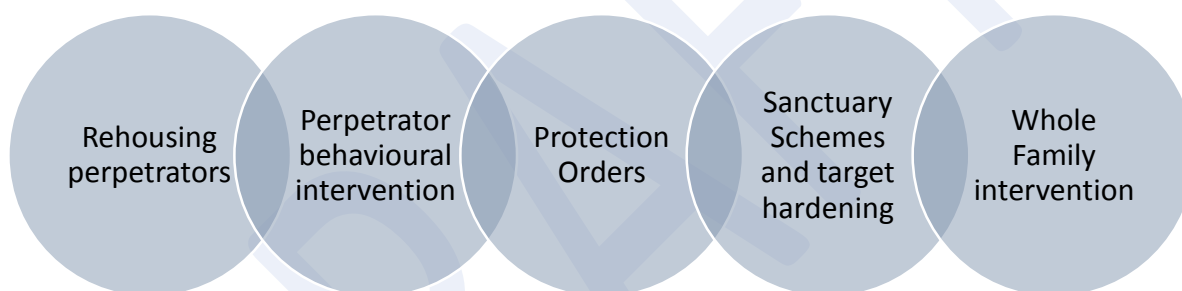 Rehousing
perpetrators
Perpetrator
behavioural
intervention
Protection
Orders
Sanctuary
Schemes
and target
hardening
Whole
Family
intervention